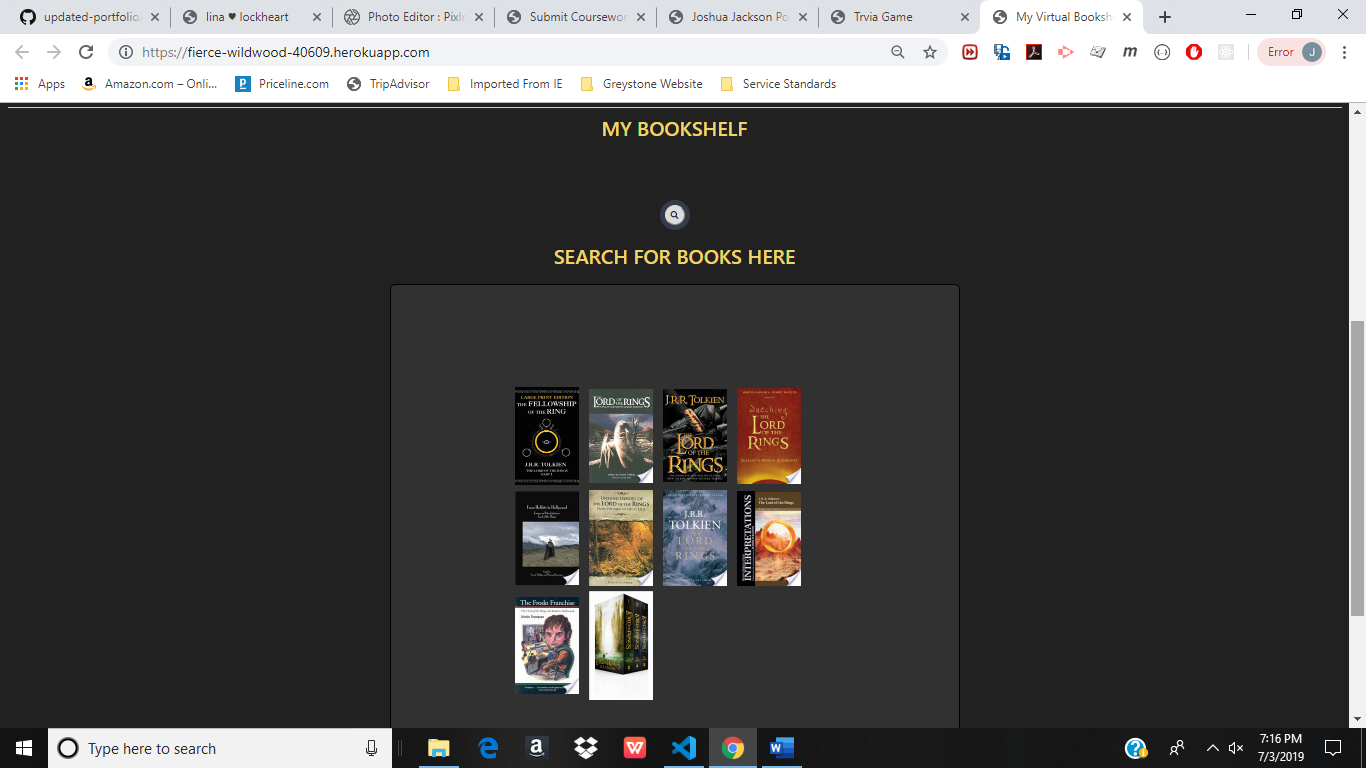 updated-portfolio
lina ♥ lockheart
Photo Editor : Pixlr
Submit Coursewor
Joshua Jackson Po
Trvia Game
My Virtual Booksh
https://fierce-wildwood-40609.herokuapp.com
m
Error
J
Apps
Amazon.com – Onli...
Priceline.com
TripAdvisor
Imported From IE
Greystone Website
Service Standards
MY BOOKSHELF
SEARCH FOR BOOKS HERE
LARGE PRINT EDITION
THE FELLOWSHIP
OF THE RING
J.R.R. TOLKIEN
THE LORD OF THE RINGS
PART I
THE LORD OF THE RINGS
J.R.R. TOLKIEN
THE LORD
OF THE
RINGS
Watching
THE
LORD
OF THE
RINGS
From Hobbits to Hollywood
THE LORD OF THE RINGS
J.R.R.
TOLKIEN
THE
LORD
OF THE
RINGS
INTERPRETATIONS
The Lord of the Rings
The Frodo Franchise
Kristin Thompson
Type here to search
7:16 PM
7/3/2019